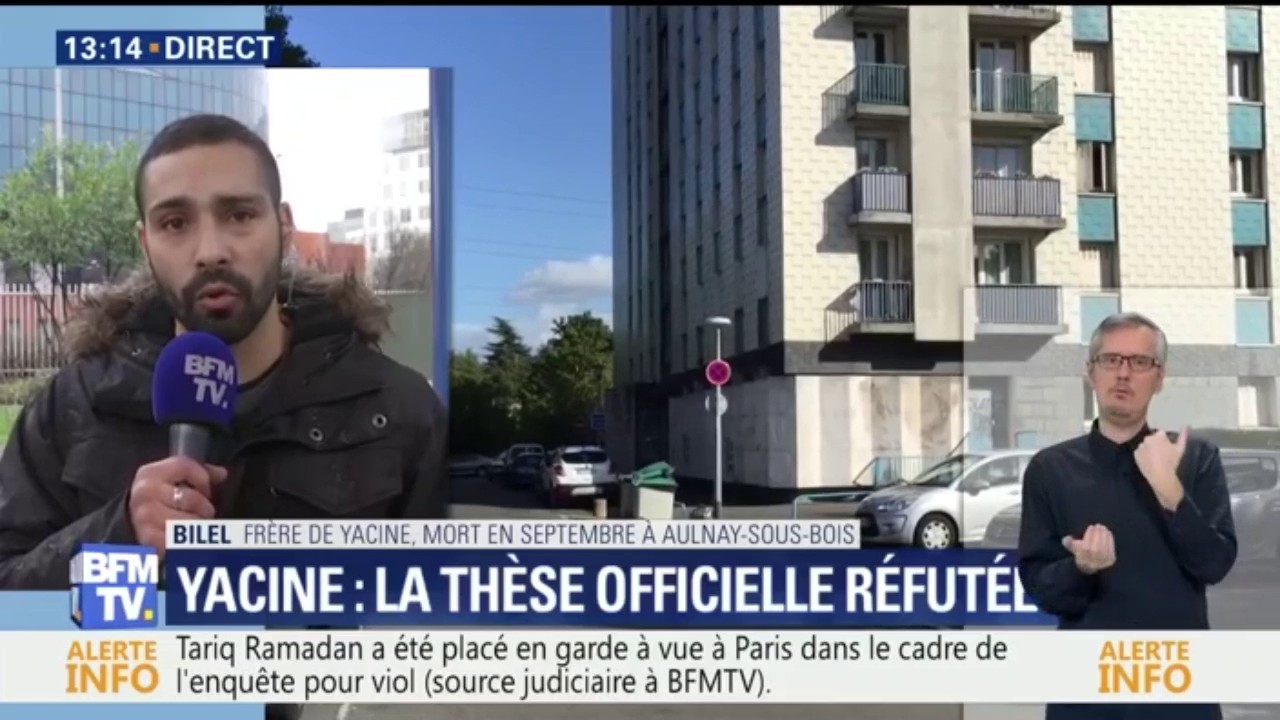 13:14 DIRECT
BFM
TV.
BILEL FRÈRE DE YACINE, MORT EN SEPTEMBRE À AULNAY-SOUS-BOIS
BFM
TV.
YACINE : LA THÈSE OFFICIELLE RÉFUTÉE
ALERTE
INFO
Tariq Ramadan a été placé en garde à vue à Paris dans le cadre de
l'enquête pour viol (source judiciaire à BFMTV).
ALERTE
INFO